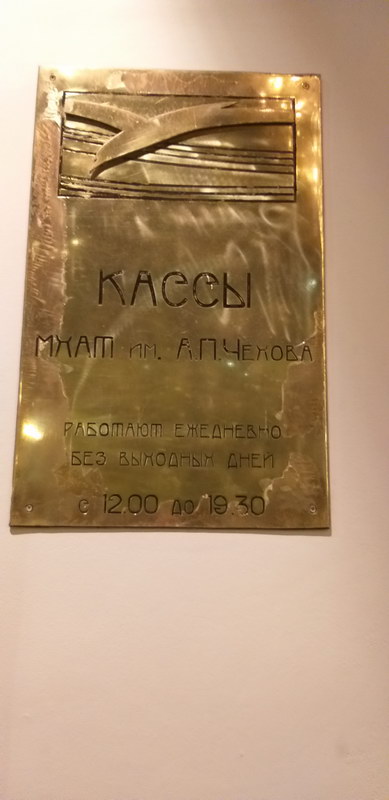 КАССЫ
МХАТ им. А.П.ЧЕХОВА
РАБОТАЮТ ЕЖЕДНЕВНО
БЕЗ ВЫХОДНЫХ ДНЕЙ
с 12.00 до 19.30